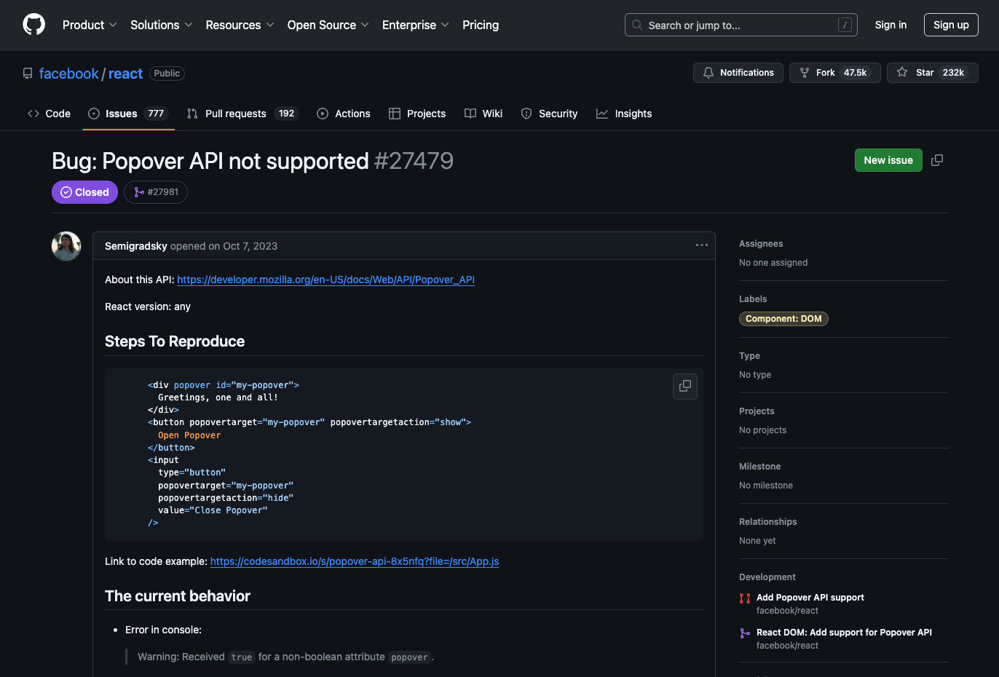 Product Solutions Resources Open Source Enterprise Pricing Search or jump to... / Sign in Sign up
facebook / react Public Notifications Fork 47.5k Star 232k
Code Issues 777 Pull requests 192 Actions Projects Wiki Security Insights
Bug: Popover API not supported #27479
New issue
Closed #27981
Semigradsky opened on Oct 7, 2023
About this API: https://developer.mozilla.org/en-US/docs/Web/API/Popover_API
React version: any
Steps To Reproduce
<div popover id="my-popover">
Greetings, one and all!
</div>
<button popovertarget="my-popover" popovertargetaction="show">
Open Popover
</button>
<input
type="button"
popovertarget="my-popover"
popovertargetaction="hide"
value="Close Popover"
/>
Link to code example: https://codesandbox.io/s/popover-api-8x5nfq?file=/src/App.js
The current behavior
• Error in console:
Warning: Received true for a non-boolean attribute popover.
Assignees
No one assigned
Labels
Component: DOM
Type
No type
Projects
No projects
Milestone
No milestone
Relationships
None yet
Development
Add Popover API support
facebook/react
React DOM: Add support for Popover API
facebook/react